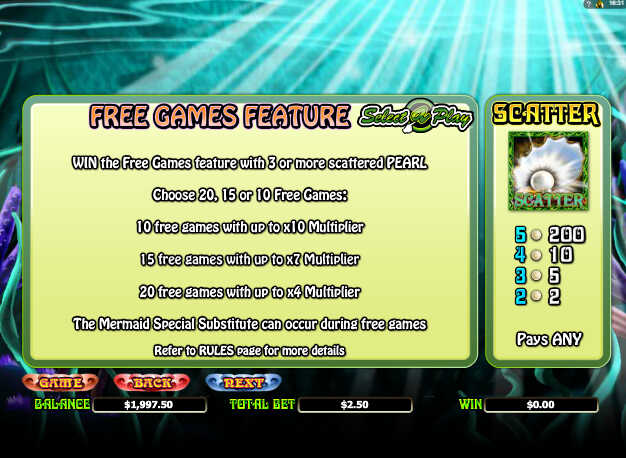 16:31
FREE GAMES FEATURE Select & Play
WIN the Free Games feature with 3 or more scattered PEARL
Choose 20, 15 or 10 Free Games:
10 free games with up to x10 Multiplier
15 free games with up to x7 Multiplier
20 free games with up to x4 Multiplier
The Mermaid Special Substitute can occur during free games
Refer to RULES page for more details
SCATTER
SCATTER
5 200
4 10
3 5
2 2
Pays ANY
GAME BACK NEXT
BALANCE $1,997.50 TOTAL BET $2.50 WIN $0.00